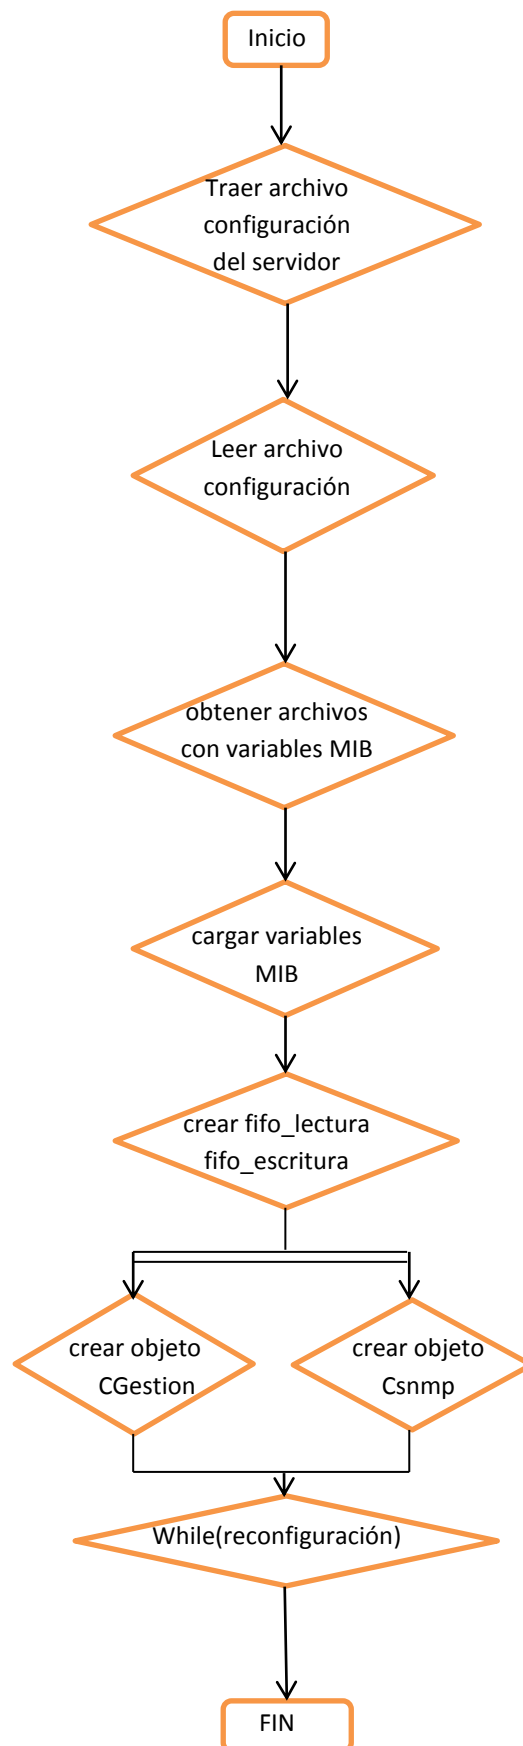 Inicio
Traer archivo
configuración
del servidor
Leer archivo
configuración
obtener archivos
con variables MIB
cargar variables
MIB
crear fifo_lectura
fifo_escritura
crear objeto
CGestion
crear objeto
Csnmp
While(reconfiguración)
FIN